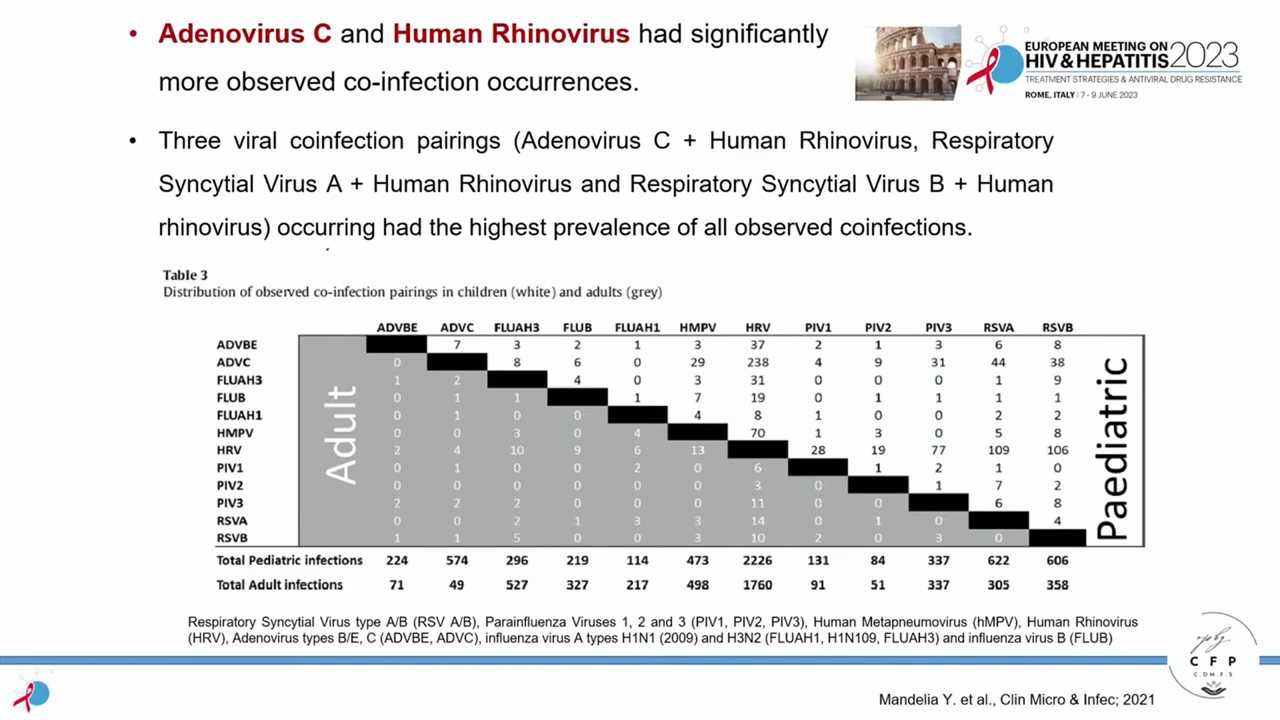 • Adenovirus C and Human Rhinovirus had significantly
more observed co-infection occurrences.
EUROPEAN MEETING ON
HIV & HEPATITIS 2023
TREATMENT STRATEGIES & ANTIVIRAL DRUG RESISTANCE
ROME, ITALY | 7 - 9 JUNE 2023
• Three viral coinfection pairings (Adenovirus C + Human Rhinovirus, Respiratory
Syncytial Virus A + Human Rhinovirus and Respiratory Syncytial Virus B + Human
rhinovirus) occurring had the highest prevalence of all observed coinfections.
Table 3
Distribution of observed co-infection pairings in children (white) and adults (grey)
ADVBE ADVC FLUAH3 FLUB FLUAH1 HMPV HRV PIV1 PIV2 PIV3 RSVA RSVB
ADVBE 7 3 2 1 3 37 2 1 3 6 8
ADVC 0 8 6 0 29 238 4 9 31 44 38
FLUAH3 1 2 4 0 3 31 0 0 0 1 9
FLUB 0 1 1 1 7 19 0 1 1 1 1
FLUAH1 0 1 0 0 4 8 1 0 0 2 2
HMPV 0 0 3 0 4 70 1 3 0 5 8
HRV 2 4 10 9 6 13 28 19 77 109 106
PIV1 0 1 0 0 2 0 6 1 2 1 0
PIV2 0 0 0 0 0 0 3 0 1 7 2
PIV3 2 2 2 0 0 0 11 0 0 6 8
RSVA 0 0 2 1 3 3 14 0 1 0 4
RSVB 1 1 5 0 0 3 10 2 0 3 0
Adult
Paediatric
Total Pediatric infections 224 574 296 219 114 473 2226 131 84 337 622 606
Total Adult infections 71 49 527 327 217 498 1760 91 51 337 305 358
Respiratory Syncytial Virus type A/B (RSV A/B), Parainfluenza Viruses 1, 2 and 3 (PIV1, PIV2, PIV3), Human Metapneumovirus (hMPV), Human Rhinovirus
(HRV), Adenovirus types B/E, C (ADVBE, ADVC), influenza virus A types H1N1 (2009) and H3N2 (FLUAH1, H1N109, FLUAH3) and influenza virus B (FLUB)
C F P
C.DM.F.S
Mandelia Y. et al., Clin Micro & Infec; 2021